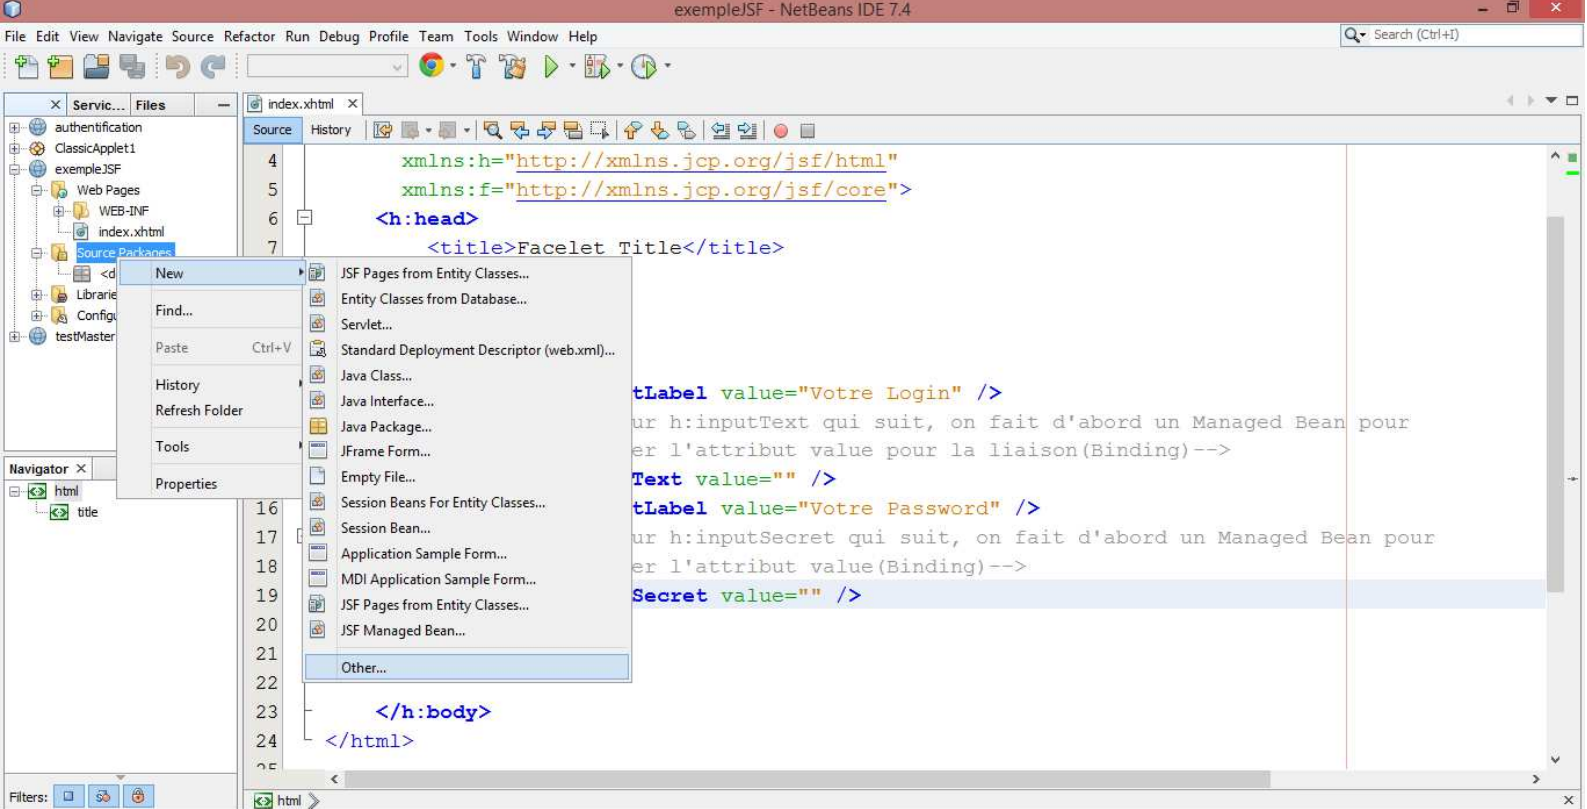 exempleJSF - NetBeans IDE 7.4
File Edit View Navigate Source Refactor Run Debug Profile Team Tools Window Help
Search (Ctrl+I)
Servic... Files
index.xhtml
authentification
ClassicApplet1
exempleJSF
Web Pages
WEB-INF
index.xhtml
Source Packages
<d
Librarie
Configu
testMaster
Source History
4 xmlns:h="http://xmlns.jcp.org/jsf/html"
5 xmlns:f="http://xmlns.jcp.org/jsf/core">
6 <h:head>
7 <title>Facelet Title</title>
New
Find...
Paste Ctrl+V
History
Refresh Folder
Tools
Properties
JSF Pages from Entity Classes...
Entity Classes from Database...
Servlet...
Standard Deployment Descriptor (web.xml)...
Java Class...
Java Interface...
Java Package...
JFrame Form...
Empty File...
Session Beans For Entity Classes...
Session Bean...
Application Sample Form...
MDI Application Sample Form...
JSF Pages from Entity Classes...
JSF Managed Bean...
Other...
tLabel value="Votre Login" />
ur h:inputText qui suit, on fait d'abord un Managed Bean pour
er l'attribut value pour la liaison(Binding)-->
Text value="" />
16 tLabel value="Votre Password" />
17 ur h:inputSecret qui suit, on fait d'abord un Managed Bean pour
18 er l'attribut value(Binding)-->
19 Secret value="" />
20
21
22
23 </h:body>
24 </html>
25
Navigator
html
title
Filters:
html